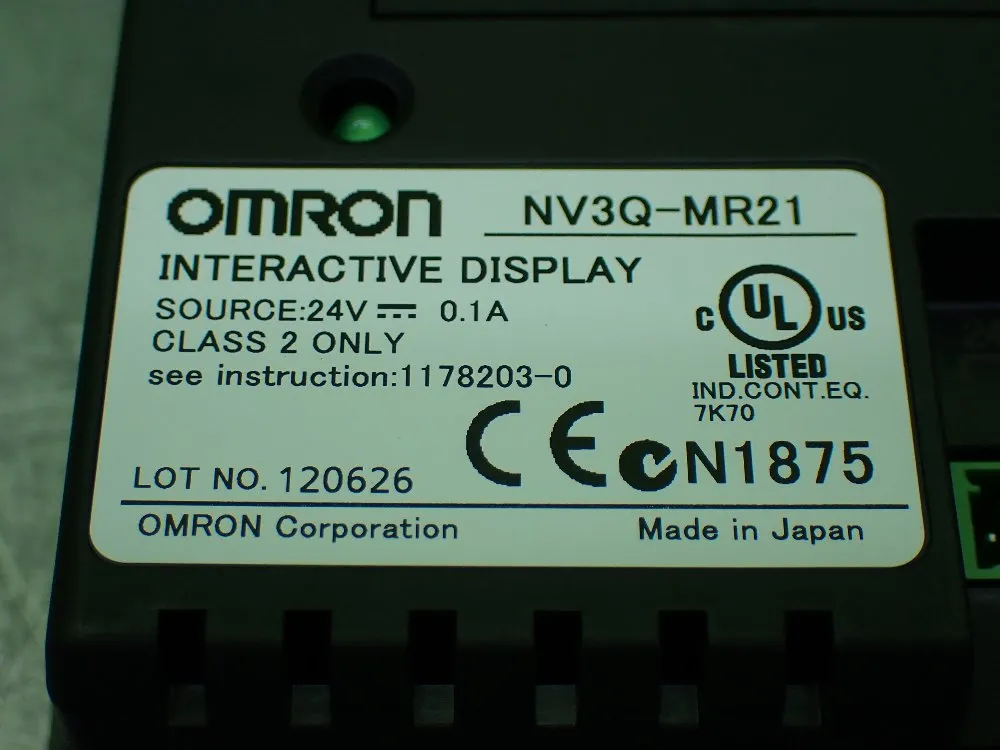 OMRON NV3Q-MR21
INTERACTIVE DISPLAY
SOURCE:24V ⎓ 0.1A
CLASS 2 ONLY
see instruction:1178203-0
C UL US
LISTED
IND.CONT.EQ.
7K70
CE N1875
LOT NO. 120626
OMRON Corporation Made in Japan